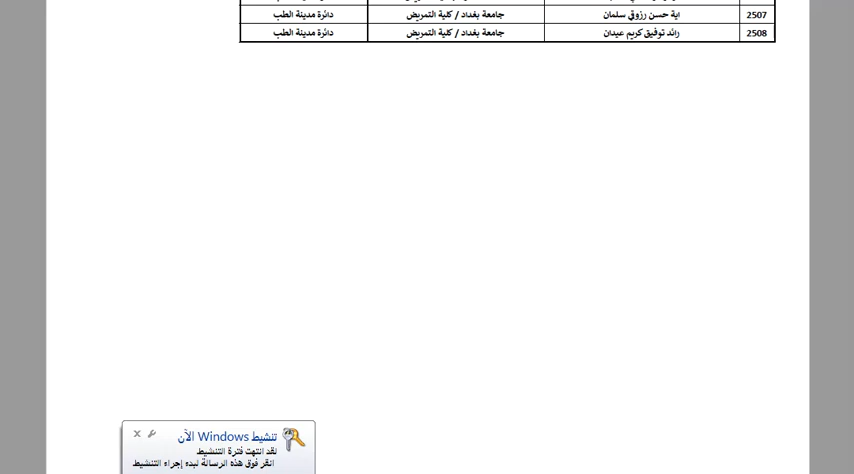 2507 اية حسن رزوقي سلمان جامعة بغداد / كلية التمريض دائرة مدينة الطب
2508 رائد توفيق كريم عيدان جامعة بغداد / كلية التمريض دائرة مدينة الطب
تنشيط Windows الآن
لقد انتهت فترة التنشيط
انقر فوق هذه الرسالة لبدء إجراء التنشيط